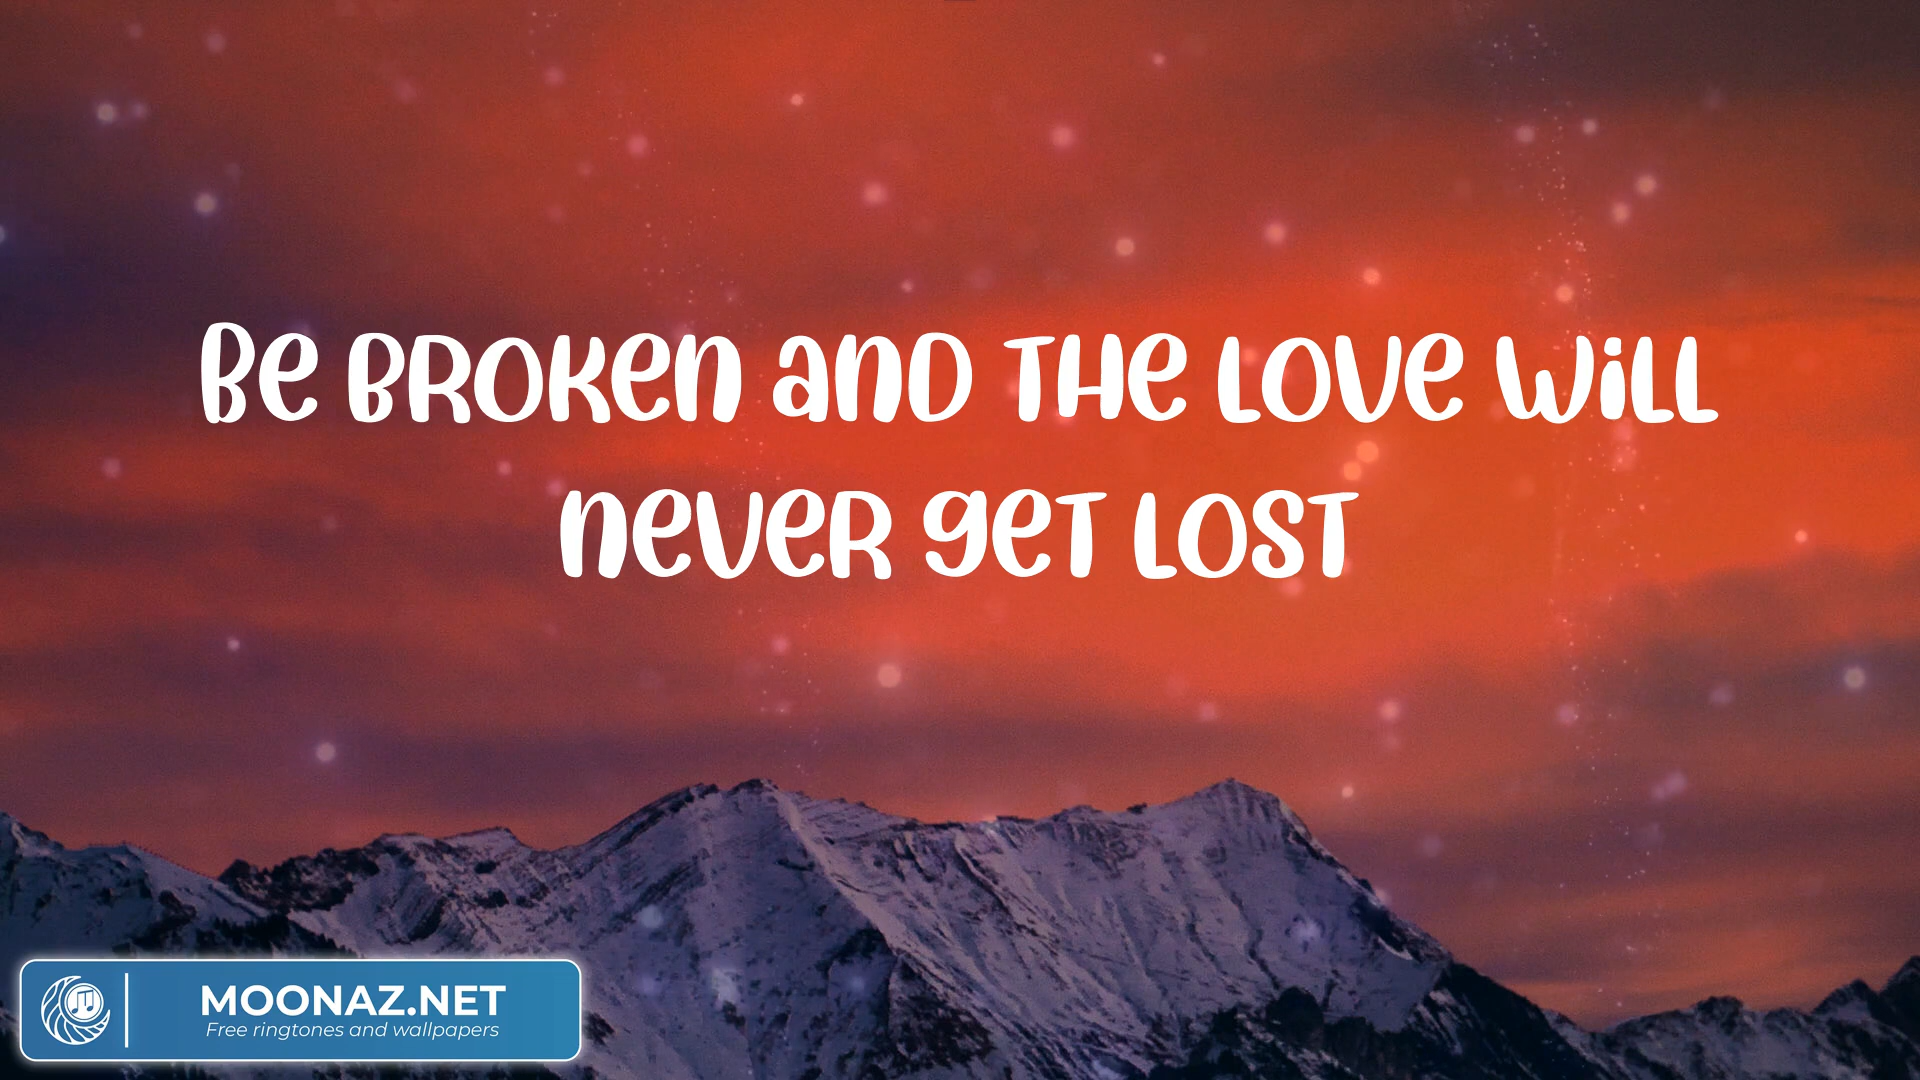 Be BROKen anD THe LOVe WiLL
neVeR geT LOST
MOONAZ.NET
Free ringtones and wallpapers